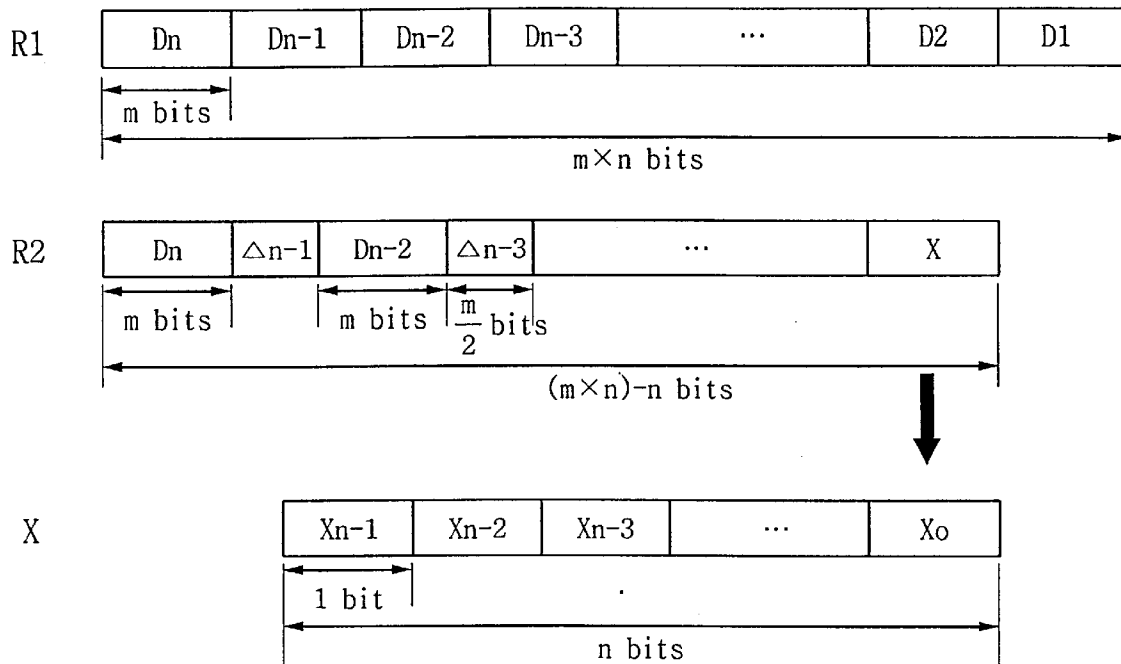 R1 Dn Dn-1 Dn-2 Dn-3 ··· D2 D1
m bits
m×n bits
R2 Dn △n-1 Dn-2 △n-3 ··· X
m bits m bits m/2 bits
(m×n)-n bits
X Xn-1 Xn-2 Xn-3 ··· Xo
1 bit
n bits